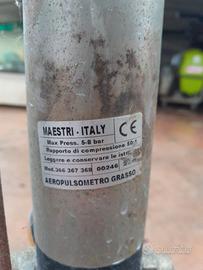 MAESTRI - ITALY
CE
Max Press. 5-8 bar
Rapporto di compressione 50:1
Leggere e conservare le istr.
Mod. 366 367 368 00246
AEROPULSOMETRO GRASSO